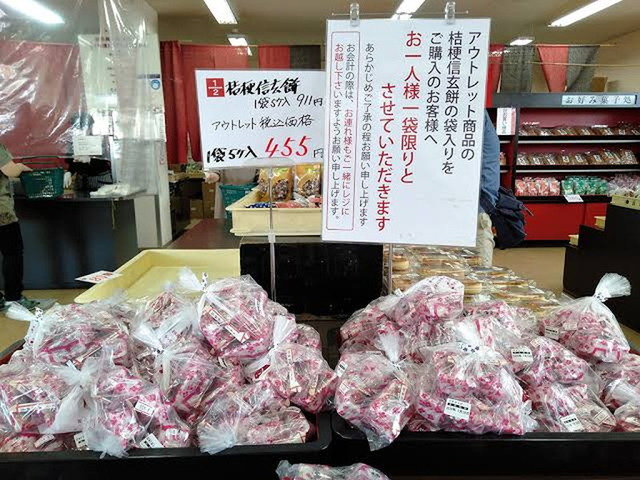 アウトレット商品の
桔梗信玄餅の袋入りを
ご購入のお客様へ
お一人様一袋限りと
させていただきます
あらかじめご了承の程お願い申し上げます
お会計の際は、お連れ様もご一緒にレジに
お越し下さいますようお願い申し上げます。
1/2 桔梗信玄餅
1袋5ヶ入 911円
アウトレット税込価格
1袋5ヶ入 455円
お好み菓子処